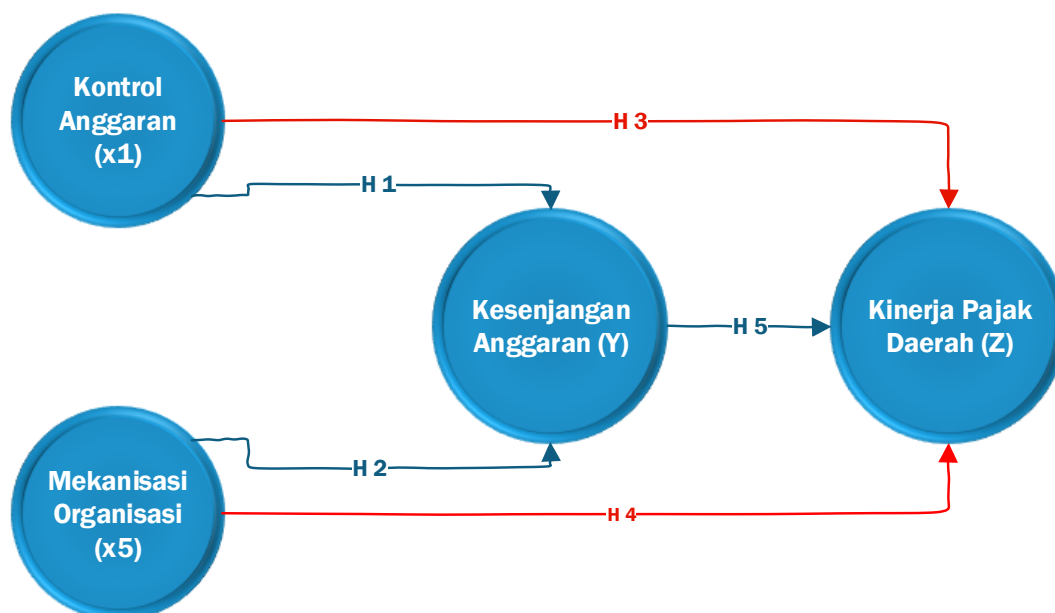 Kontrol
Anggaran
(x1)
H 3
H 1
Kesenjangan
Anggaran (Y)
H 5
Kinerja Pajak
Daerah (Z)
H 2
Mekanisasi
Organisasi
(x5)
H 4